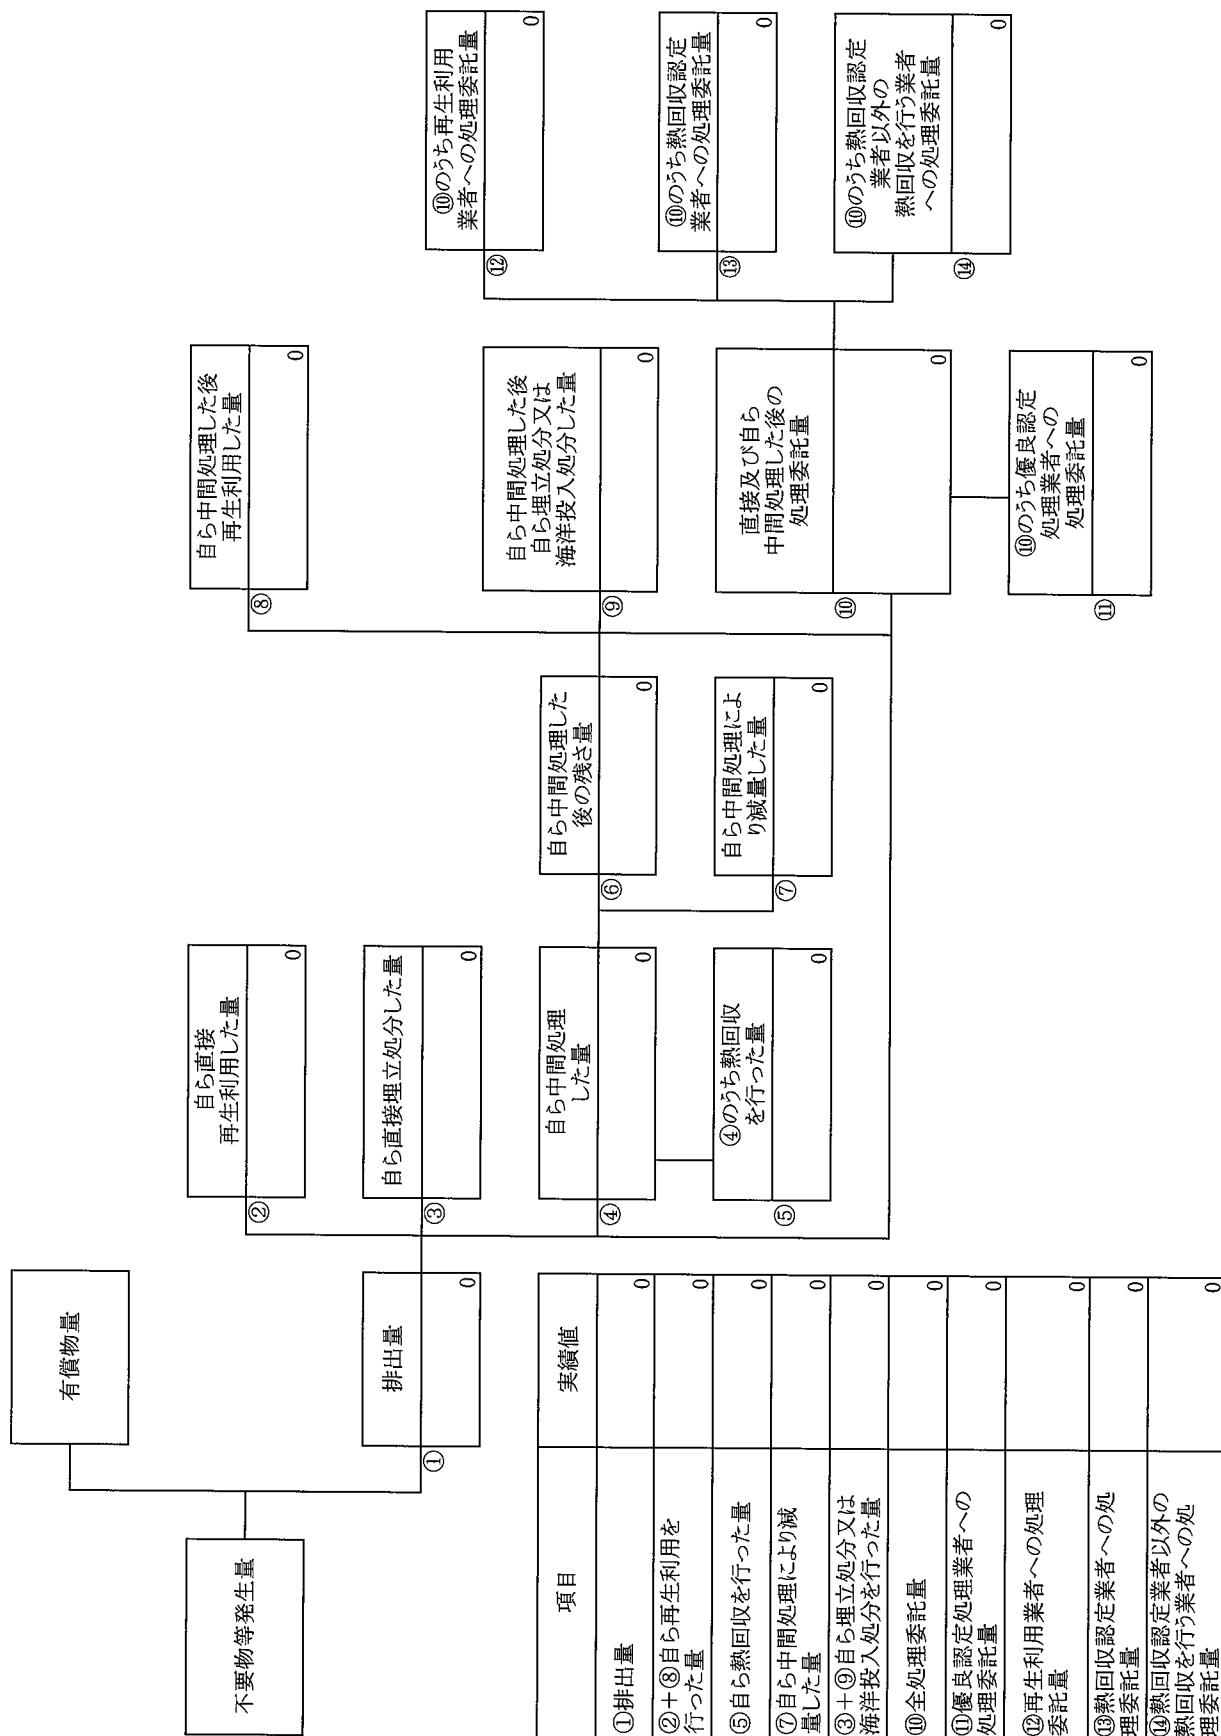 不要物等発生量
有償物量
①
排出量
0
②
自ら直接
再生利用した量
0
③
自ら直接埋立処分した量
0
④
自ら中間処理
した量
0
⑤
④のうち熱回収
を行った量
0
⑥
自ら中間処理した
後の残さ量
0
⑦
自ら中間処理によ
り減量した量
0
⑧
自ら中間処理した後
再生利用した量
0
⑨
自ら中間処理した後
自ら埋立処分又は
海洋投入処分した量
0
⑩
直接及び自ら
中間処理した後の
処理委託量
0
⑪
⑩のうち優良認定
処理業者への
処理委託量
0
⑫
⑩のうち再生利用
業者への処理委託量
0
⑬
⑩のうち熱回収認定
業者への処理委託量
0
⑭
⑩のうち熱回収認定
業者以外の
熱回収を行う業者
への処理委託量
0
項目 実績値
①排出量 0
②+⑧自ら再生利用を
行った量 0
⑤自ら熱回収を行った量 0
⑦自ら中間処理により減
量した量 0
③+⑨自ら埋立処分又は
海洋投入処分を行った量 0
⑩全処理委託量 0
⑪優良認定処理業者への
処理委託量 0
⑫再生利用業者への処理
委託量 0
⑬熱回収認定業者への処
理委託量 0
⑭熱回収認定業者以外の
熱回収を行う業者への処
理委託量 0